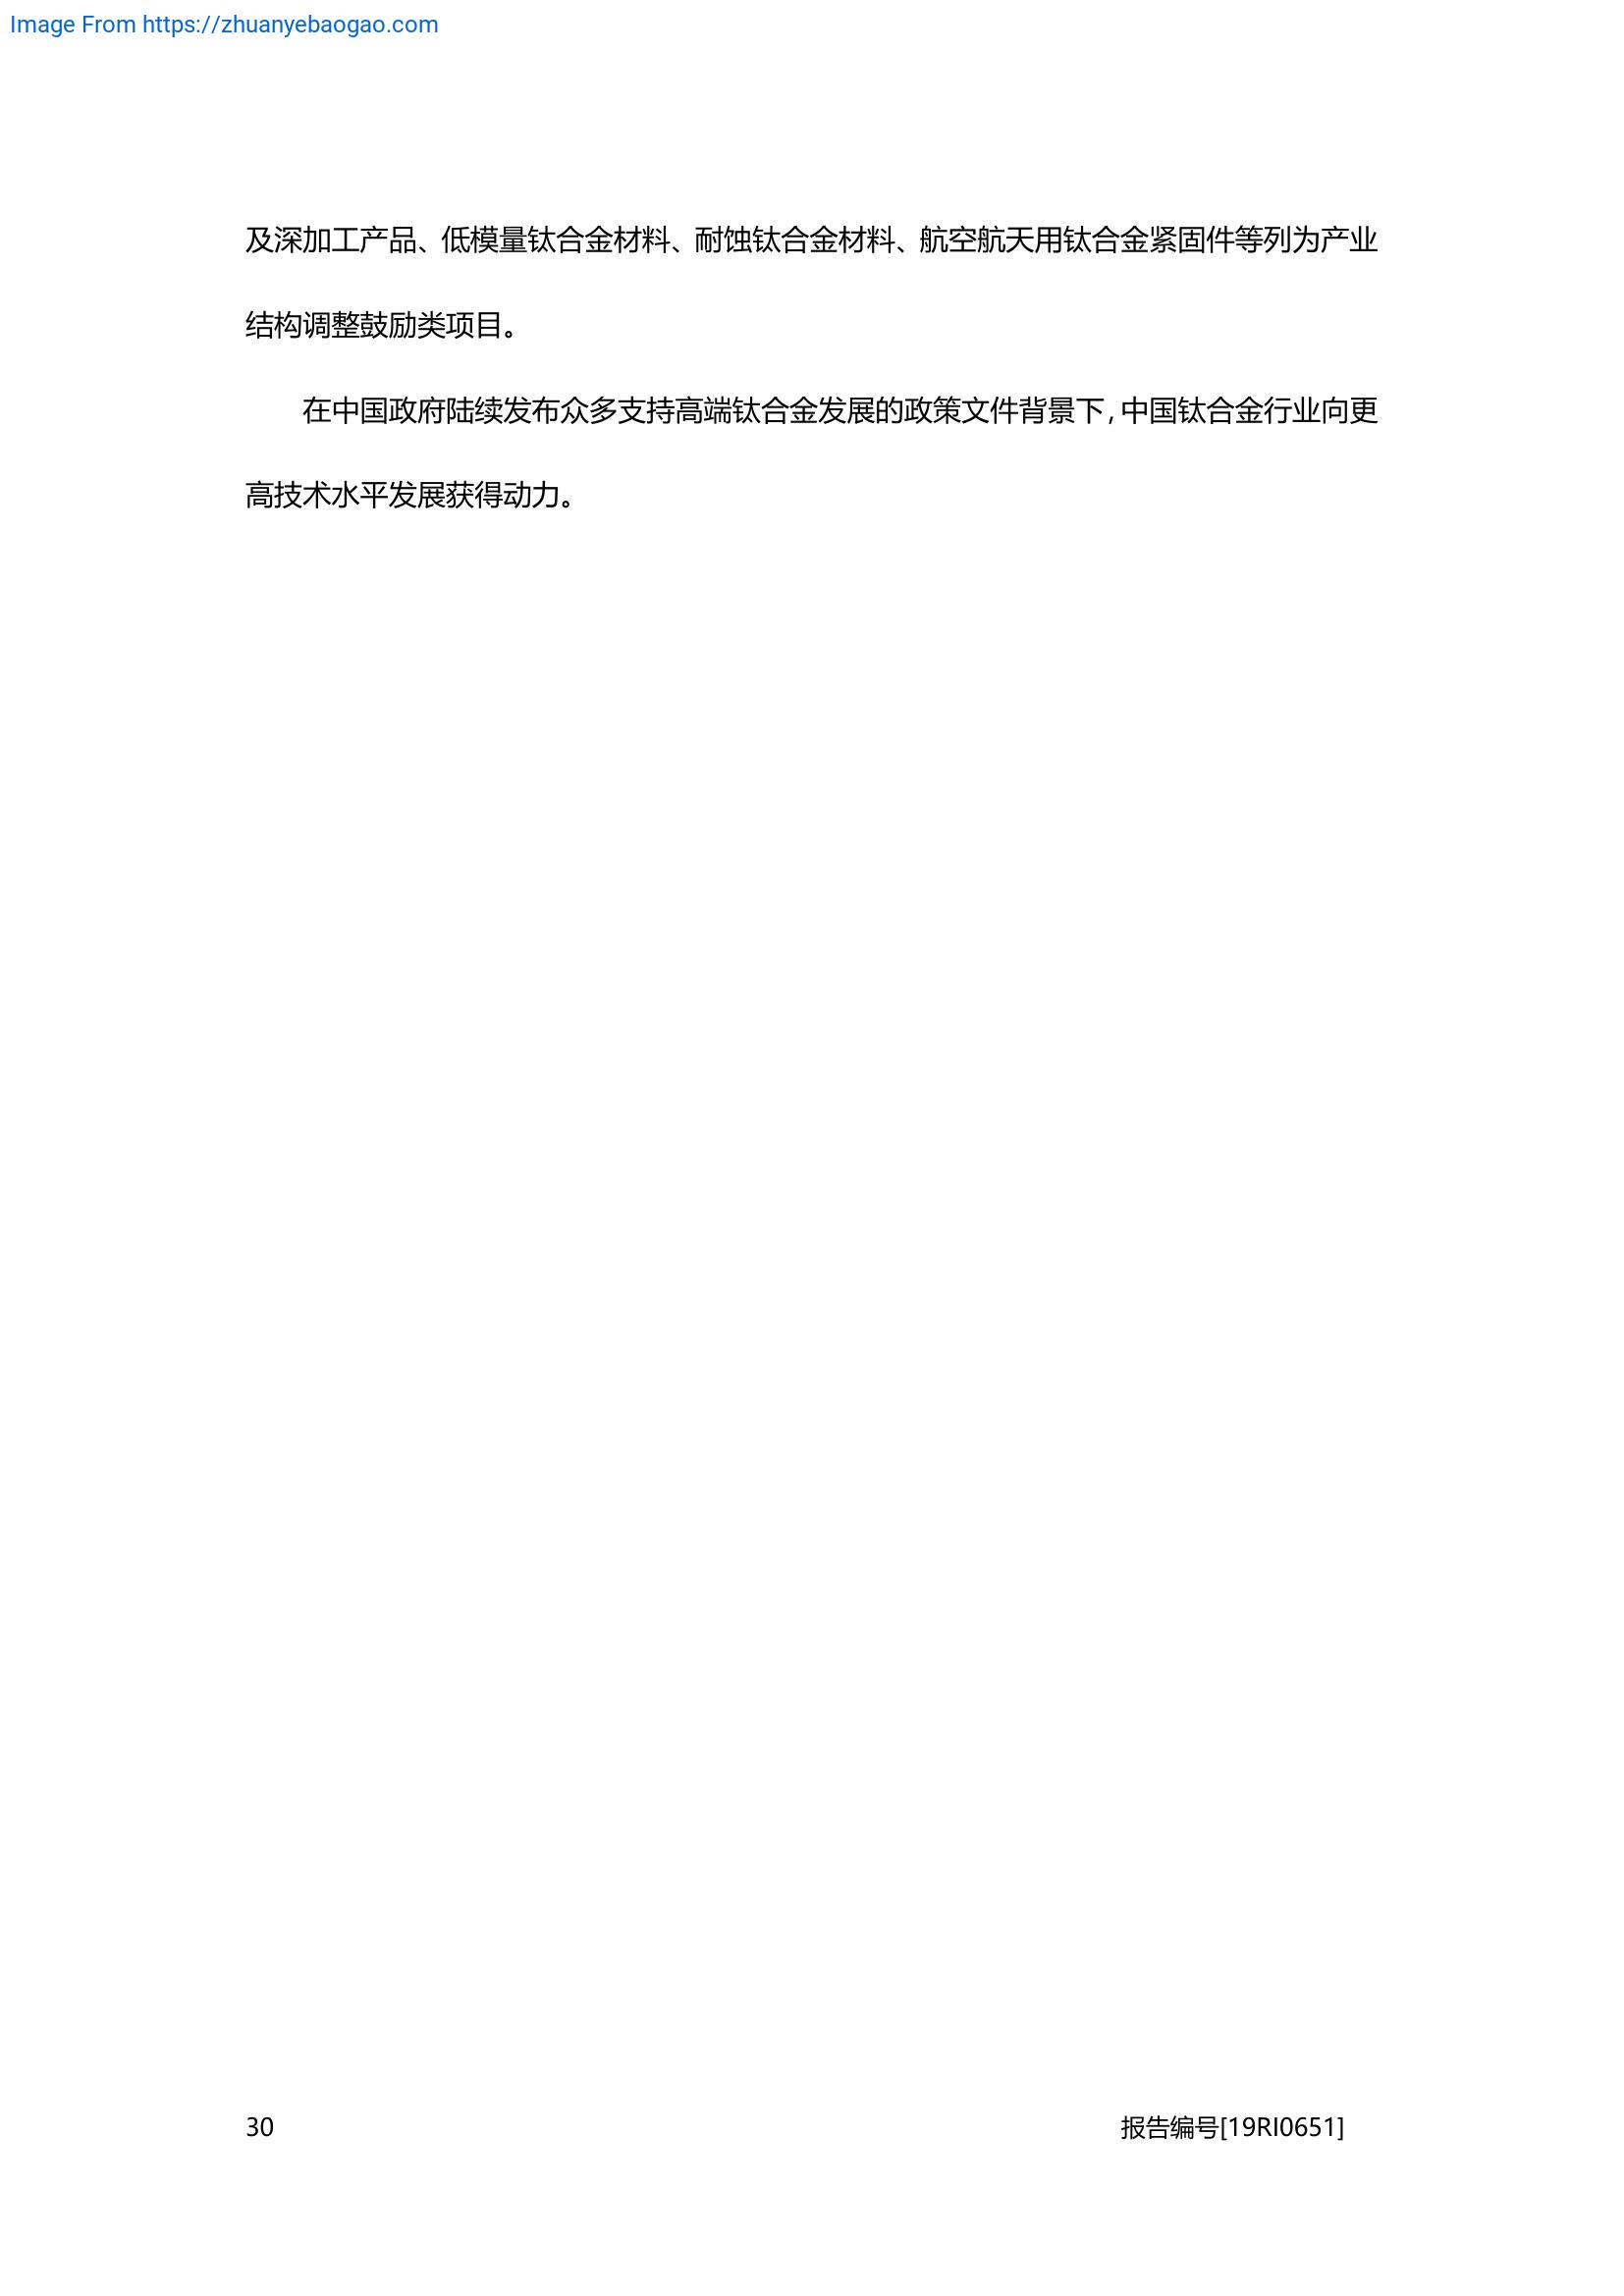 Image From https://zhuanyebaogao.com
及深加工产品、低模量钛合金材料、耐蚀钛合金材料、航空航天用钛合金紧固件等列为产业
结构调整鼓励类项目。
在中国政府陆续发布众多支持高端钛合金发展的政策文件背景下,中国钛合金行业向更
高技术水平发展获得动力。
30 报告编号[19RI0651]